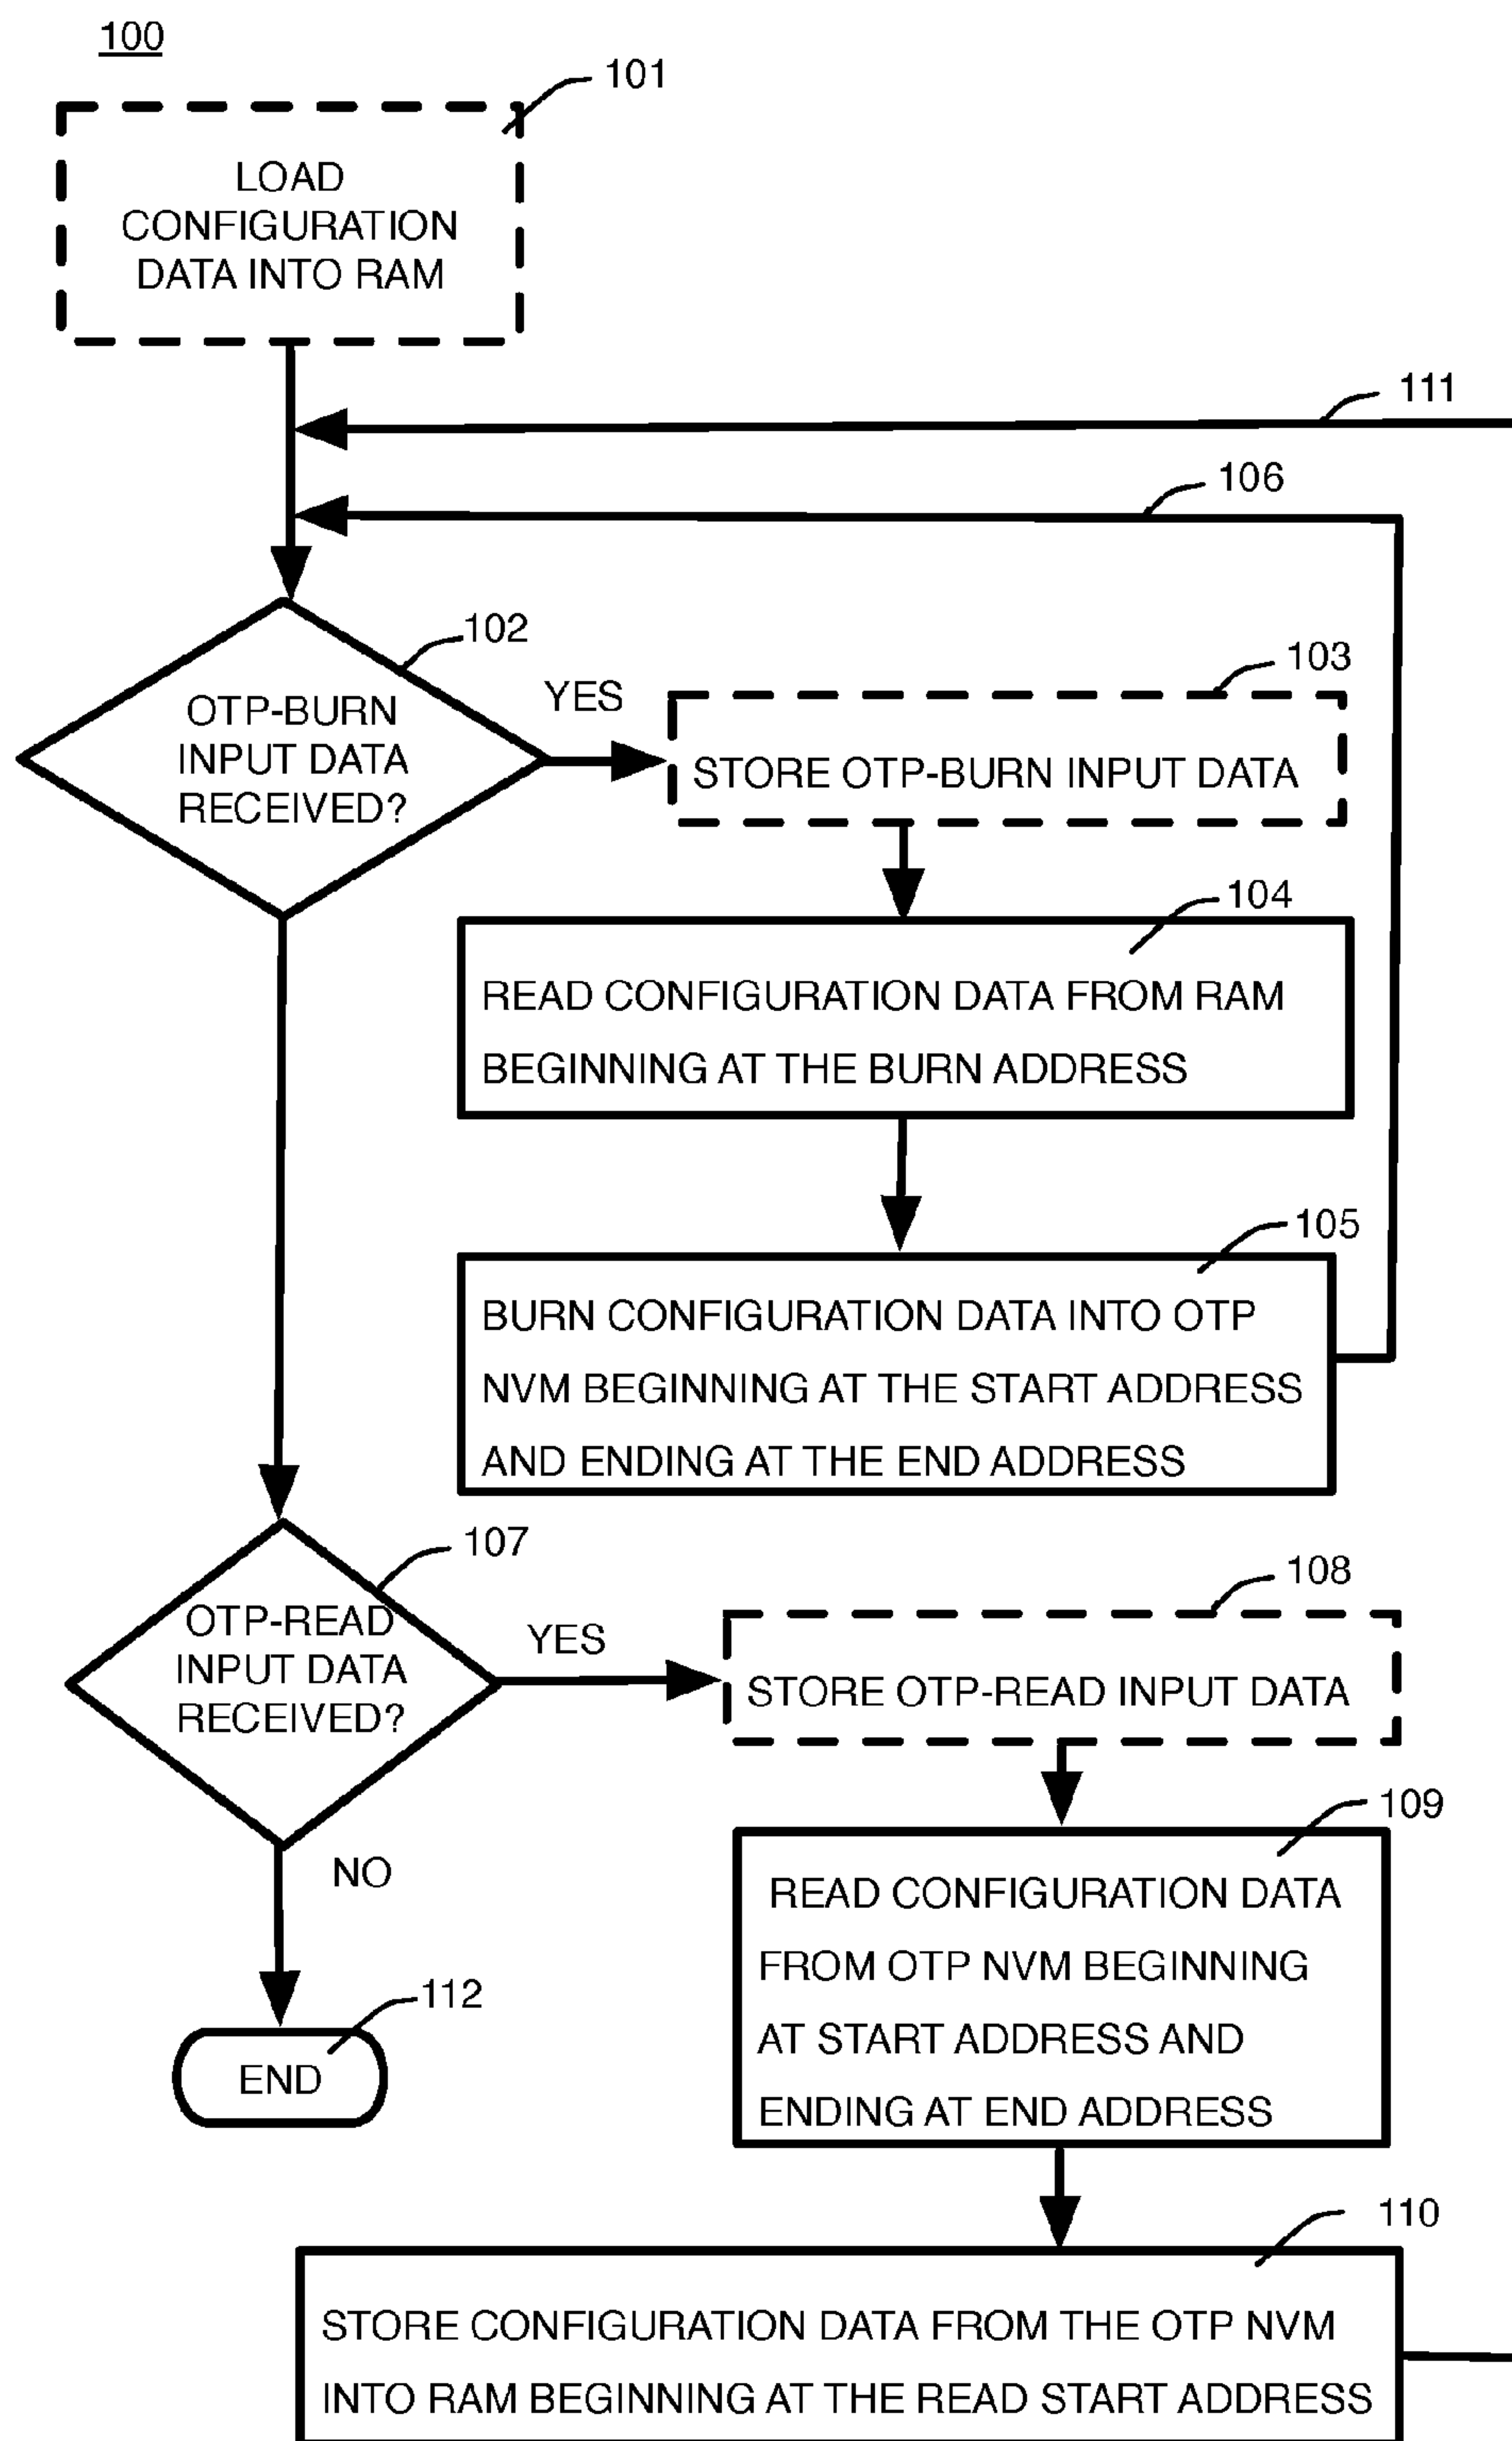 100
101
LOAD
CONFIGURATION
DATA INTO RAM
111
106
102
OTP-BURN
INPUT DATA
RECEIVED?
YES
103
STORE OTP-BURN INPUT DATA
104
READ CONFIGURATION DATA FROM RAM
BEGINNING AT THE BURN ADDRESS
105
BURN CONFIGURATION DATA INTO OTP
NVM BEGINNING AT THE START ADDRESS
AND ENDING AT THE END ADDRESS
107
OTP-READ
INPUT DATA
RECEIVED?
YES
108
STORE OTP-READ INPUT DATA
NO
109
READ CONFIGURATION DATA
FROM OTP NVM BEGINNING
AT START ADDRESS AND
ENDING AT END ADDRESS
112
END
110
STORE CONFIGURATION DATA FROM THE OTP NVM
INTO RAM BEGINNING AT THE READ START ADDRESS